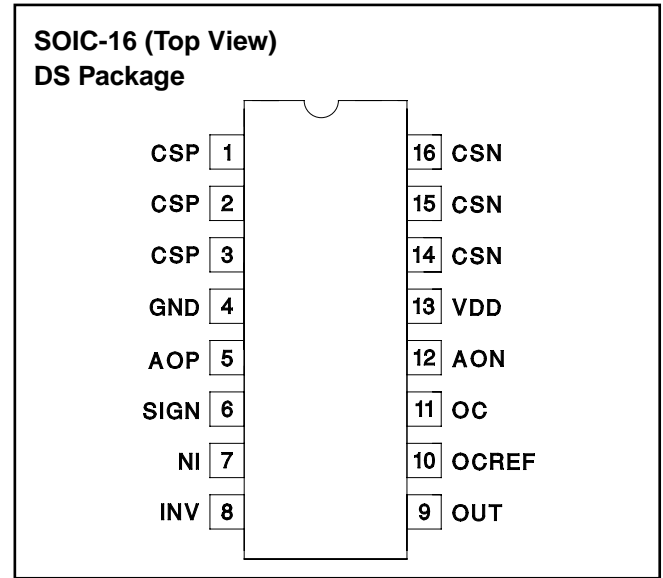 SOIC-16 (Top View)
DS Package
CSP 1 16 CSN
CSP 2 15 CSN
CSP 3 14 CSN
GND 4 13 VDD
AOP 5 12 AON
SIGN 6 11 OC
NI 7 10 OCREF
INV 8 9 OUT